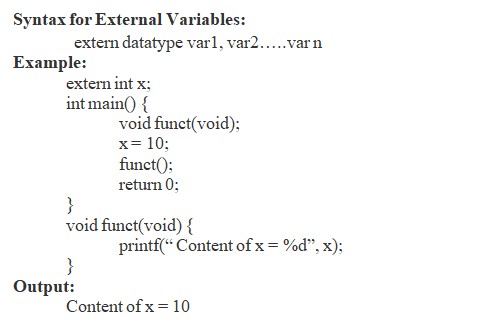 Syntax for External Variables:
extern datatype var1, var2…..var n
Example:
extern int x;
int main() {
void funct(void);
x = 10;
funct();
return 0;
}
void funct(void) {
printf(“ Content of x = %d”, x);
}
Output:
Content of x = 10